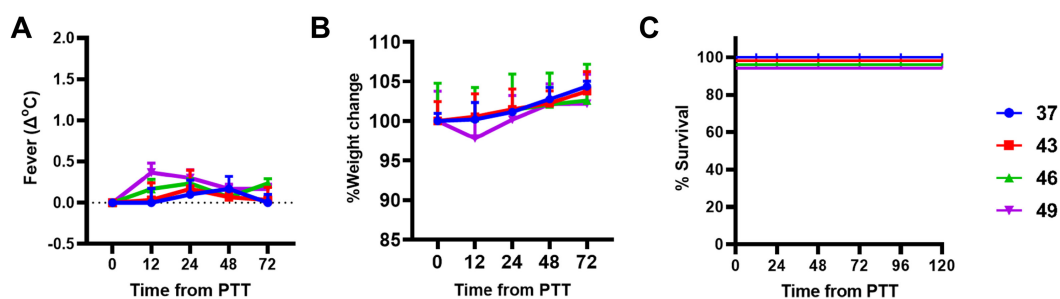 A
Fever (Δ°C)
2.0
1.5
1.0
0.5
0.0
-0.5
0 12 24 48 72
Time from PTT
B
%Weight change
110
105
100
95
90
85
0 12 24 48 72
Time from PTT
C
% Survival
100
80
60
40
20
0
0 24 48 72 96 120
Time from PTT
37
43
46
49